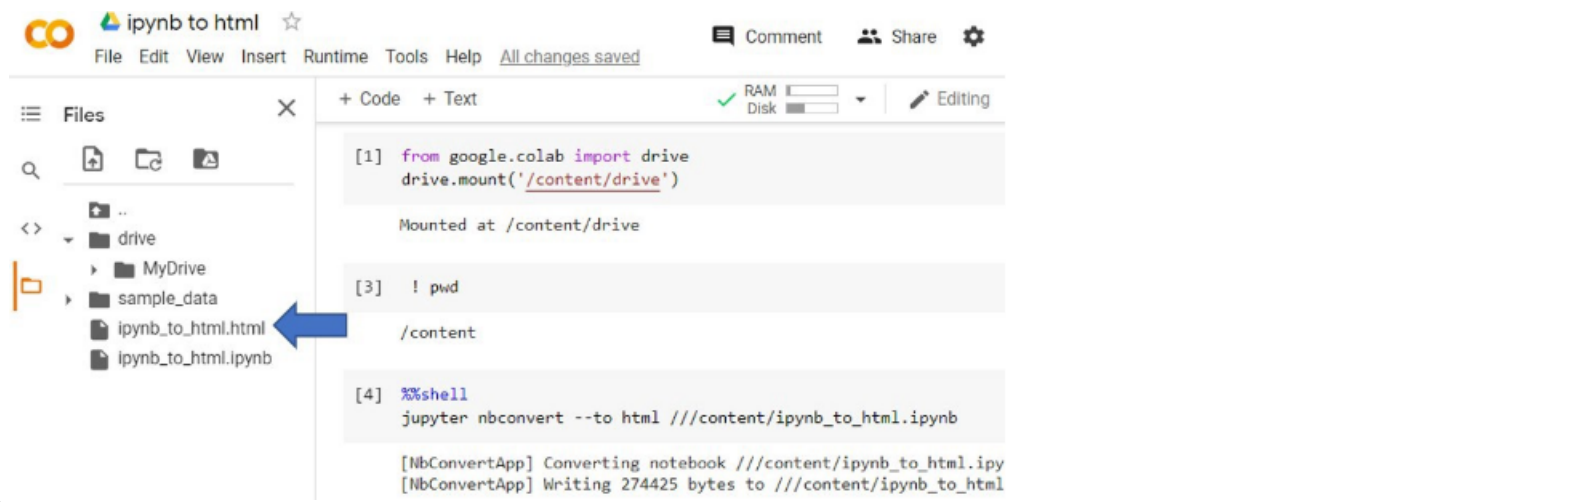 ipynb to html
File Edit View Insert Runtime Tools Help All changes saved
Comment Share
Files
+ Code + Text
RAM
Disk
Editing
..
drive
MyDrive
sample_data
ipynb_to_html.html
ipynb_to_html.ipynb
[1] from google.colab import drive
drive.mount('/content/drive')
Mounted at /content/drive
[3] ! pwd
/content
[4] %%shell
jupyter nbconvert --to html ///content/ipynb_to_html.ipynb
[NbConvertApp] Converting notebook ///content/ipynb_to_html.ipy
[NbConvertApp] Writing 274425 bytes to ///content/ipynb_to_html